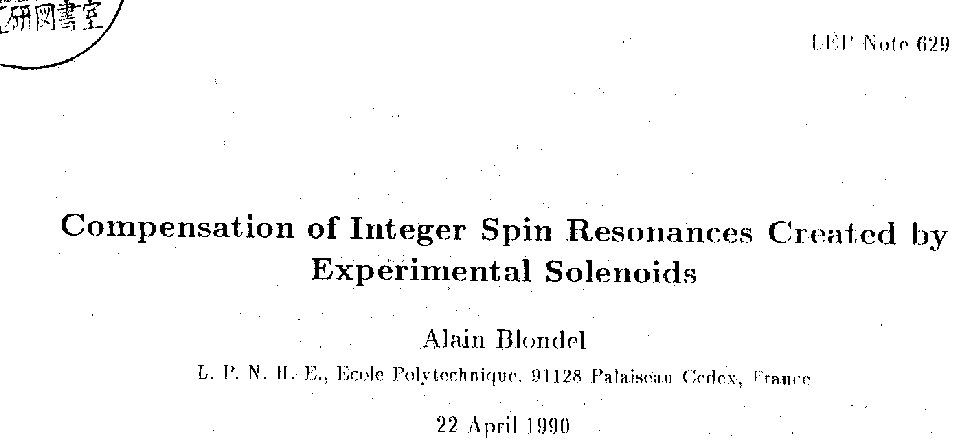 研図書室
LEP Note 629
Compensation of Integer Spin Resonances Created by
Experimental Solenoids
Alain Blondel
L. P. N. H. E., Ecole Polytechnique, 91128 Palaiseau Cedex, France
22 April 1990